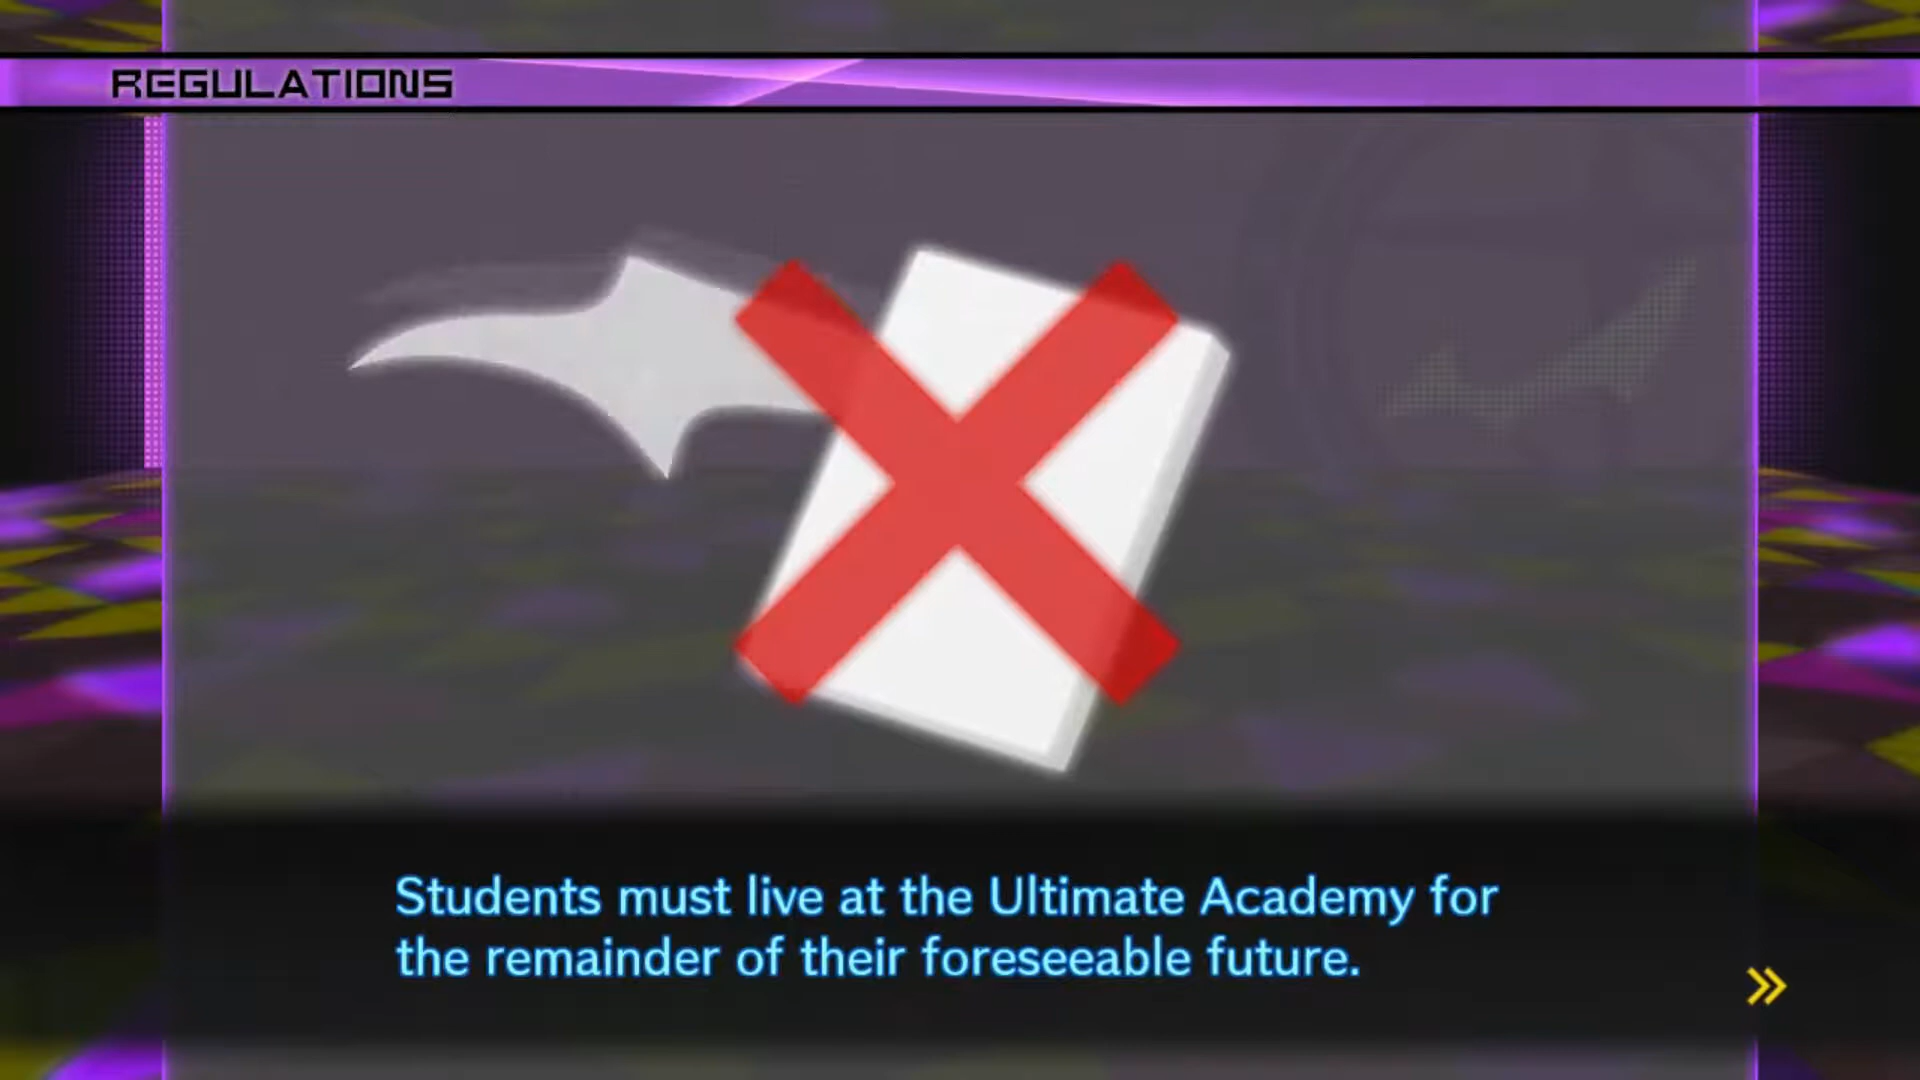 REGULATIONS
Students must live at the Ultimate Academy for
the remainder of their foreseeable future.